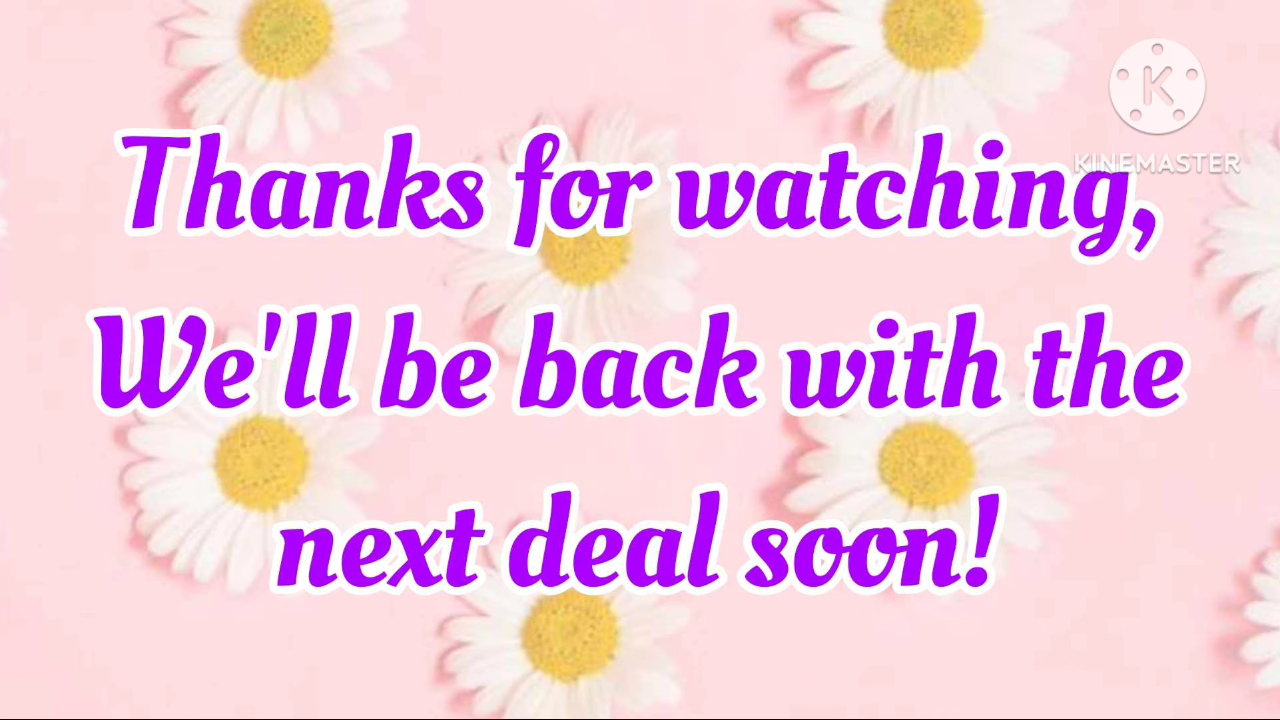 K
KINEMASTER
Thanks for watching,
We'll be back with the
next deal soon!